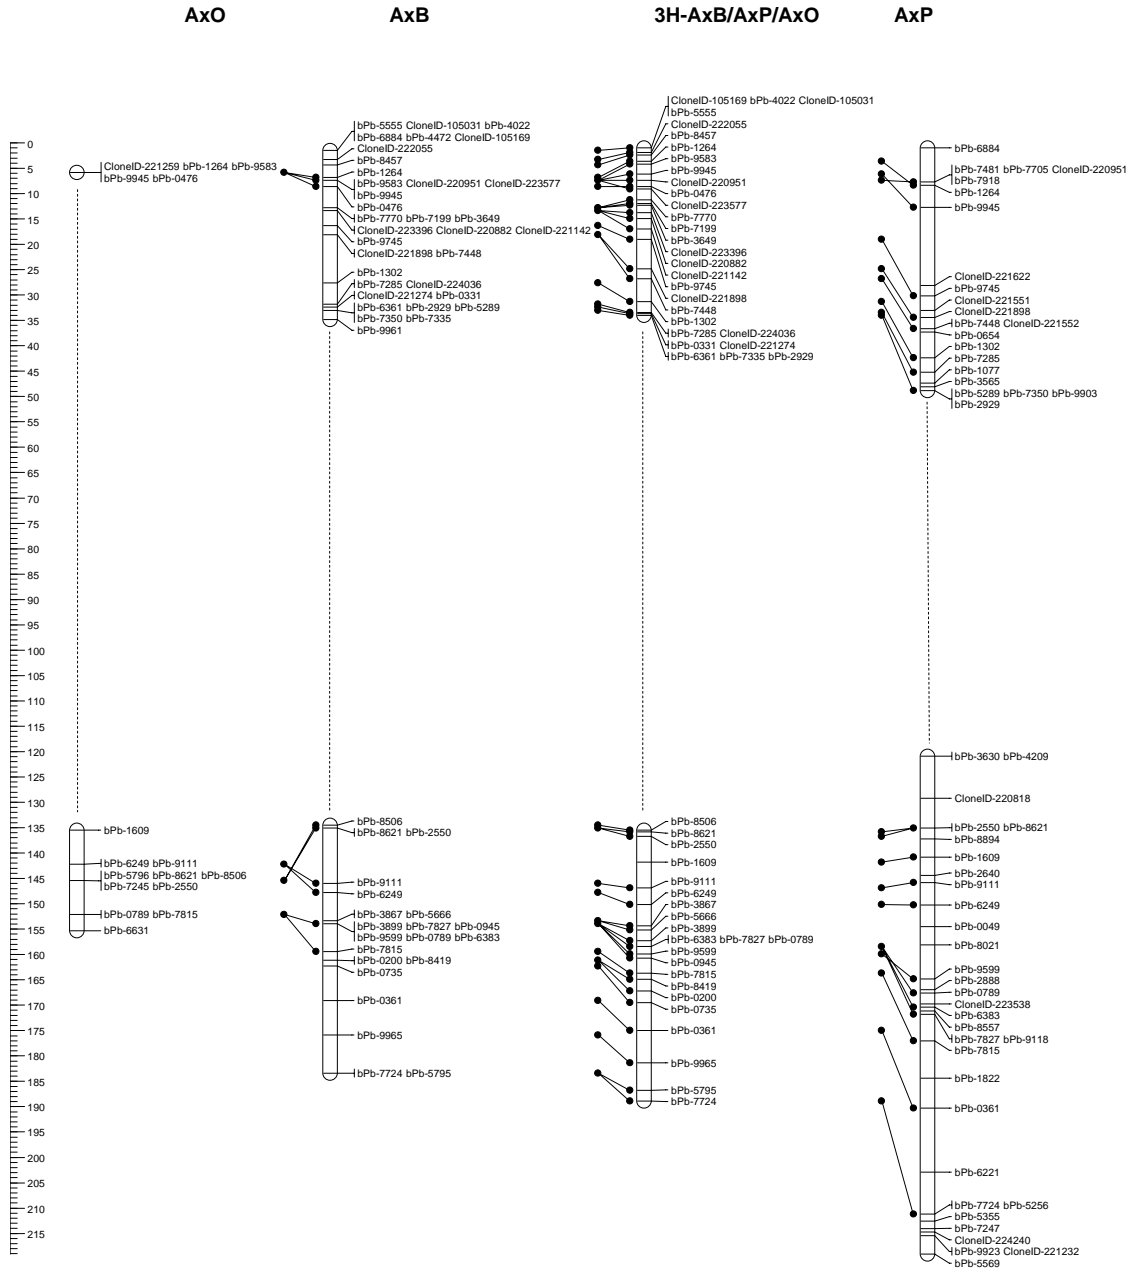 AxO AxB 3H-AxB/AxP/AxO AxP
0
5
10
15
20
25
30
35
40
45
50
55
60
65
70
75
80
85
90
95
100
105
110
115
120
125
130
135
140
145
150
155
160
165
170
175
180
185
190
195
200
205
210
215
CloneID-221259 bPb-1264 bPb-9583
bPb-9945 bPb-0476
bPb-1609
bPb-6249 bPb-9111
bPb-5796 bPb-8621 bPb-8506
bPb-7245 bPb-2550
bPb-0789 bPb-7815
bPb-6631
bPb-5555 CloneID-105031 bPb-4022
bPb-6884 bPb-4472 CloneID-105169
CloneID-222055
bPb-8457
bPb-1264
bPb-9583 CloneID-220951 CloneID-223577
bPb-9945
bPb-0476
bPb-7770 bPb-7199 bPb-3649
CloneID-223396 CloneID-220882 CloneID-221142
bPb-9745
CloneID-221898 bPb-7448
bPb-1302
bPb-7285 CloneID-224036
CloneID-221274 bPb-0331
bPb-6361 bPb-2929 bPb-5289
bPb-7350 bPb-7335
bPb-9961
bPb-8506
bPb-8621 bPb-2550
bPb-9111
bPb-6249
bPb-3867 bPb-5666
bPb-3899 bPb-7827 bPb-0945
bPb-9599 bPb-0789 bPb-6383
bPb-7815
bPb-0200 bPb-8419
bPb-0735
bPb-0361
bPb-9965
bPb-7724 bPb-5795
CloneID-105169 bPb-4022 CloneID-105031
bPb-5555
CloneID-222055
bPb-8457
bPb-1264
bPb-9583
bPb-9945
CloneID-220951
bPb-0476
CloneID-223577
bPb-7770
bPb-7199
bPb-3649
CloneID-223396
CloneID-220882
CloneID-221142
bPb-9745
CloneID-221898
bPb-7448
bPb-1302
bPb-7285 CloneID-224036
bPb-0331 CloneID-221274
bPb-6361 bPb-7335 bPb-2929
bPb-8506
bPb-8621
bPb-2550
bPb-1609
bPb-9111
bPb-6249
bPb-3867
bPb-5666
bPb-3899
bPb-6383 bPb-7827 bPb-0789
bPb-9599
bPb-0945
bPb-7815
bPb-8419
bPb-0200
bPb-0735
bPb-0361
bPb-9965
bPb-5795
bPb-7724
bPb-6884
bPb-7481 bPb-7705 CloneID-220951
bPb-7918
bPb-1264
bPb-9945
CloneID-221622
bPb-9745
CloneID-221551
CloneID-221898
bPb-7448 CloneID-221552
bPb-0654
bPb-1302
bPb-7285
bPb-1077
bPb-3565
bPb-5289 bPb-7350 bPb-9903
bPb-2929
bPb-3630 bPb-4209
CloneID-220818
bPb-2550 bPb-8621
bPb-8894
bPb-1609
bPb-2640
bPb-9111
bPb-6249
bPb-0049
bPb-8021
bPb-9599
bPb-2888
bPb-0789
CloneID-223538
bPb-6383
bPb-8557
bPb-7827 bPb-9118
bPb-7815
bPb-1822
bPb-0361
bPb-6221
bPb-7724 bPb-5256
bPb-5355
bPb-7247
CloneID-224240
bPb-9923 CloneID-221232
bPb-5569